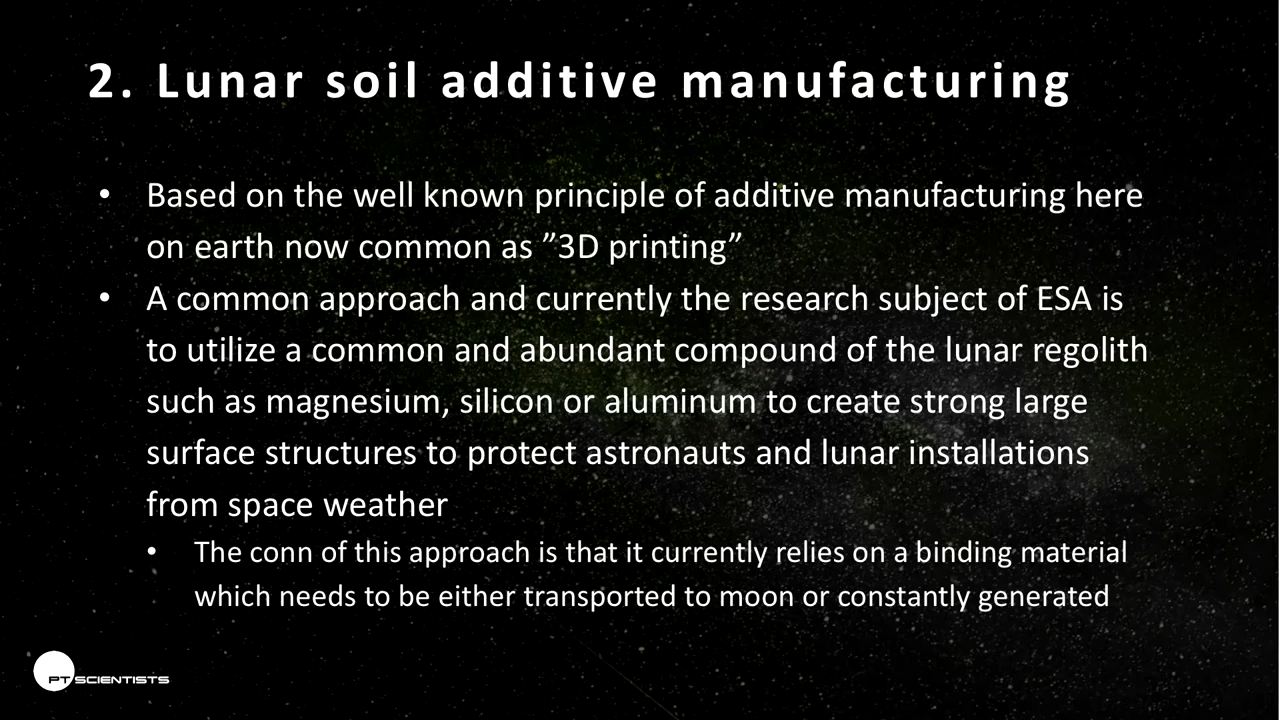 2. Lunar soil additive manufacturing
• Based on the well known principle of additive manufacturing here
on earth now common as ”3D printing”
• A common approach and currently the research subject of ESA is
to utilize a common and abundant compound of the lunar regolith
such as magnesium, silicon or aluminum to create strong large
surface structures to protect astronauts and lunar installations
from space weather
• The conn of this approach is that it currently relies on a binding material
which needs to be either transported to moon or constantly generated
PT SCIENTISTS